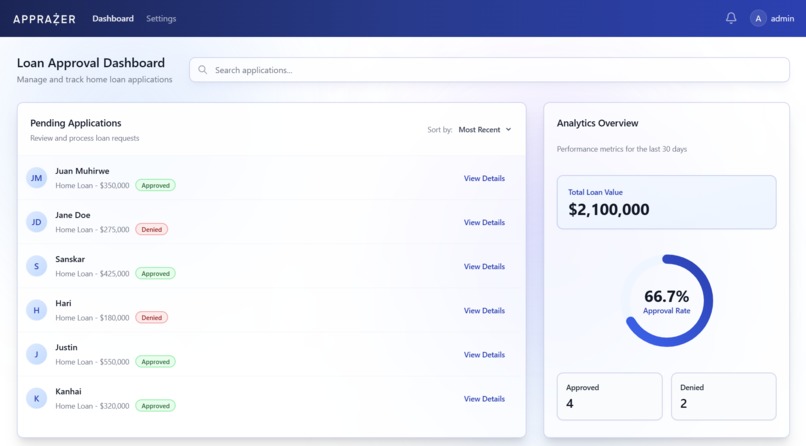 APPRAZER
Dashboard
Settings
A
admin
Loan Approval Dashboard
Manage and track home loan applications
Search applications...
Pending Applications
Review and process loan requests
Sort by: Most Recent
JM
Juan Muhirwe
Home Loan - $350,000 Approved
View Details
JD
Jane Doe
Home Loan - $275,000 Denied
View Details
S
Sanskar
Home Loan - $425,000 Approved
View Details
H
Hari
Home Loan - $180,000 Denied
View Details
J
Justin
Home Loan - $550,000 Approved
View Details
K
Kanhai
Home Loan - $320,000 Approved
View Details
Analytics Overview
Performance metrics for the last 30 days
Total Loan Value
$2,100,000
66.7%
Approval Rate
Approved
4
Denied
2